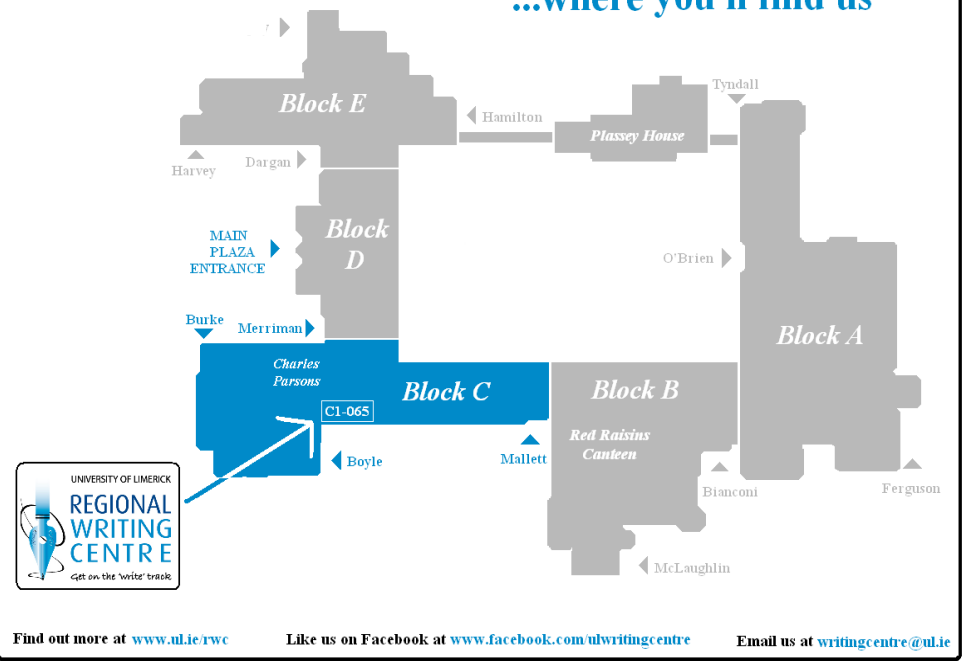 ...where you'll find us
Tyndall
Block E
Hamilton
Plassey House
Dargan
Harvey
Block
D
MAIN
PLAZA
ENTRANCE
O'Brien
Burke
Merriman
Block A
Charles
Parsons
Block C
Block B
C1-065
Red Raisins
Canteen
Boyle
Mallett
Bianconi
Ferguson
UNIVERSITY OF LIMERICK
REGIONAL
WRITING
CENTRE
Get on the 'write' track
McLaughlin
Find out more at www.ul.ie/rwc
Like us on Facebook at www.facebook.com/ulwritingcentre
Email us at writingcentre@ul.ie